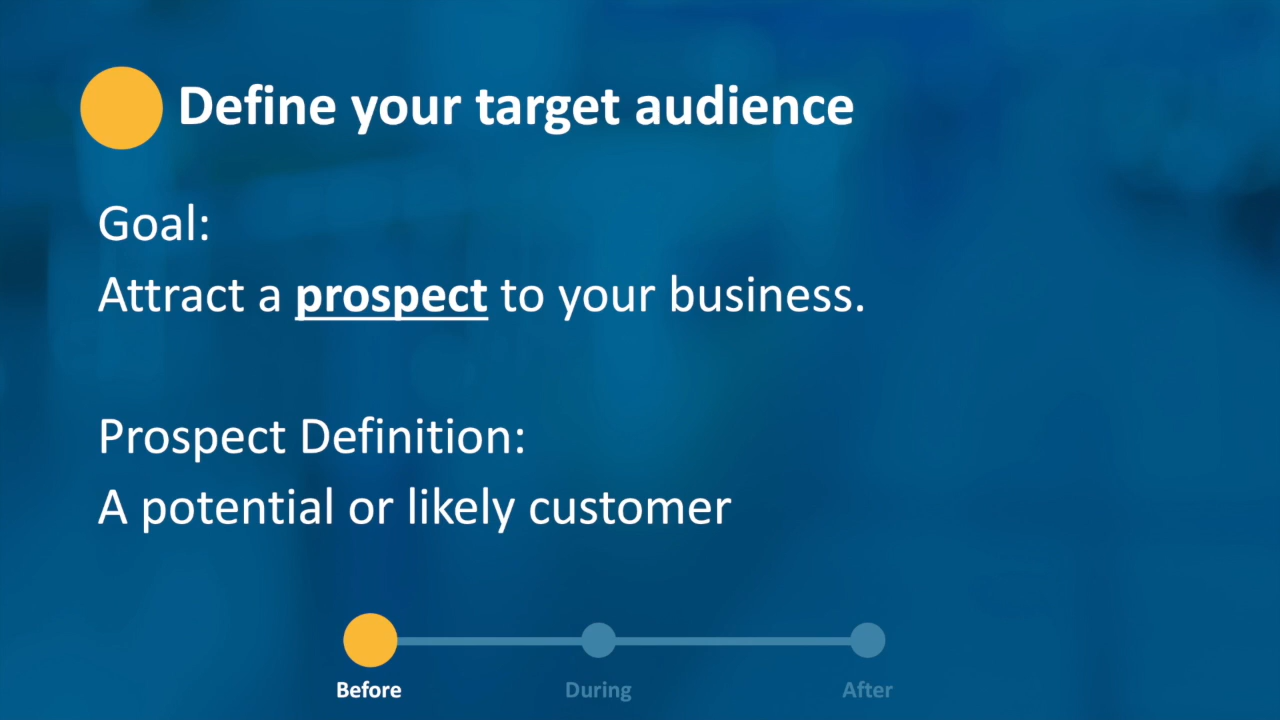 Define your target audience
Goal:
Attract a prospect to your business.
Prospect Definition:
A potential or likely customer
Before
During
After